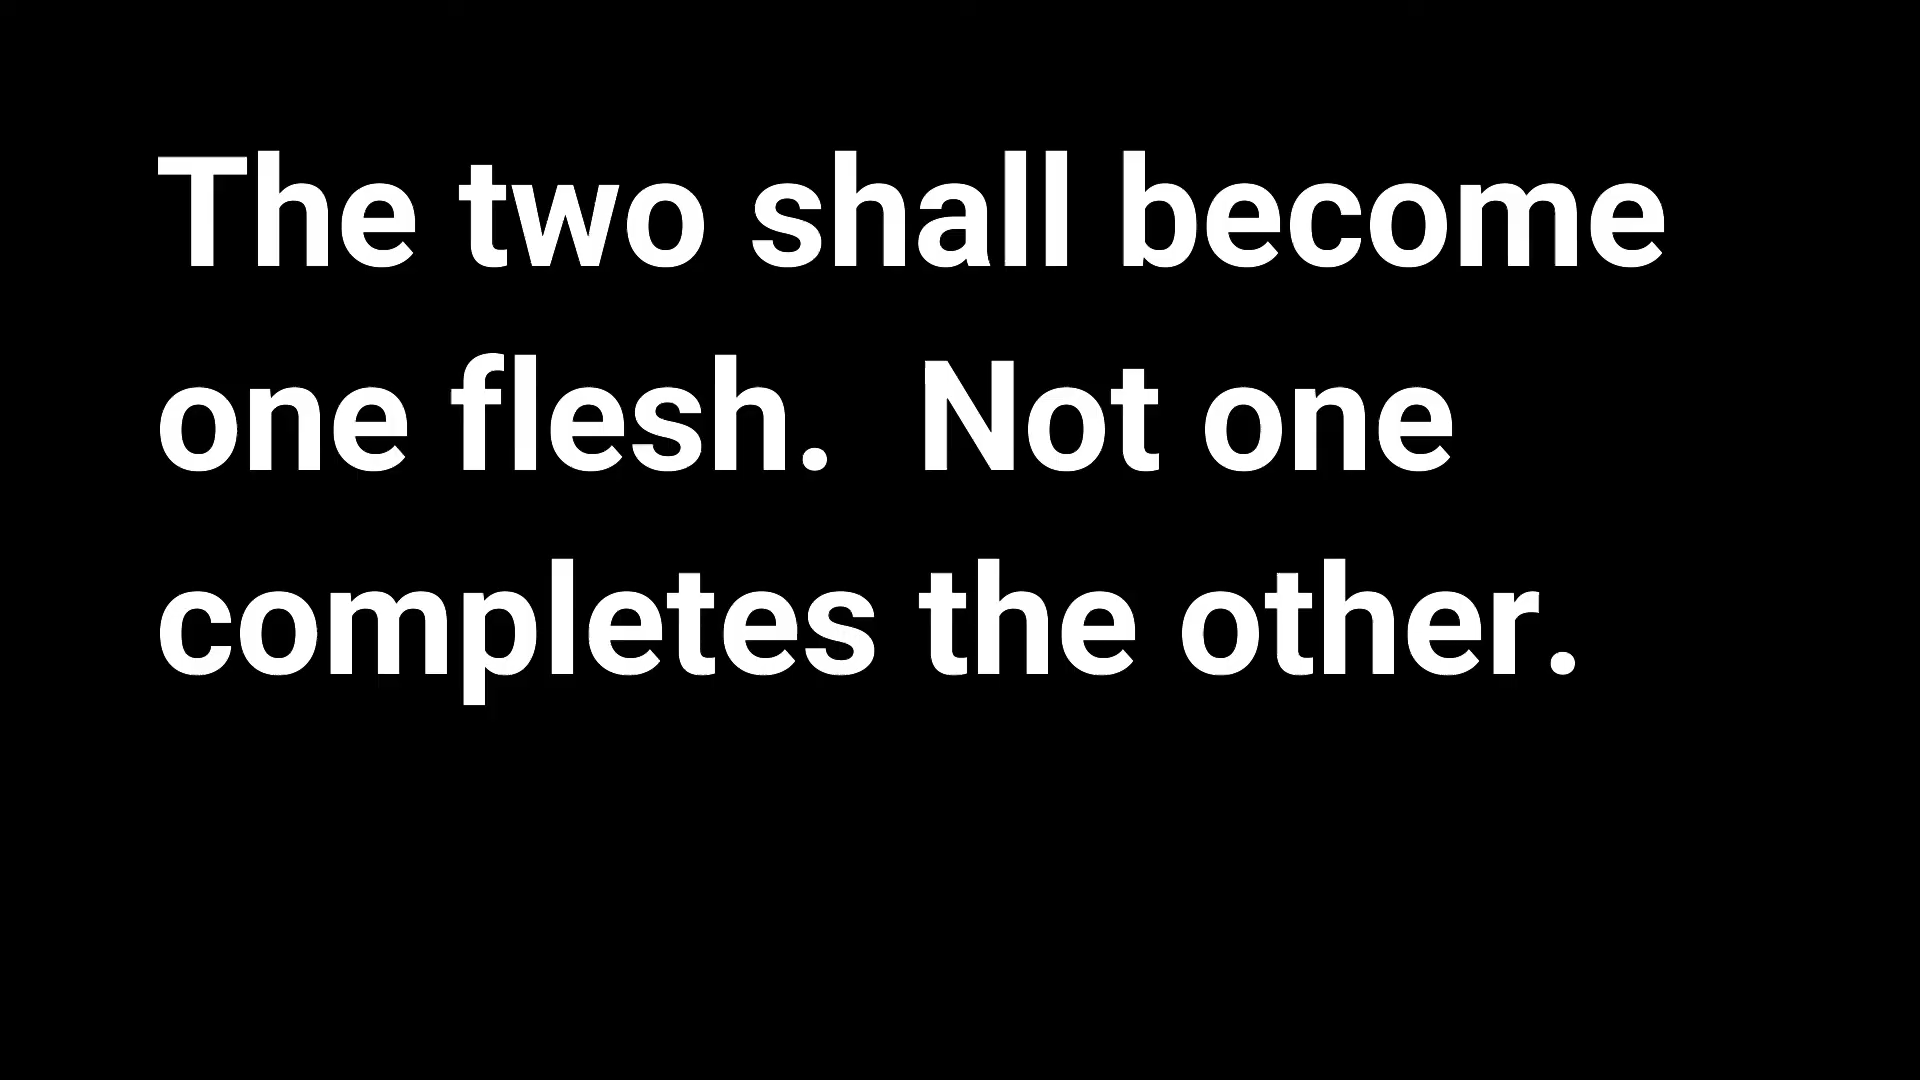 The two shall become
one flesh.  Not one
completes the other.